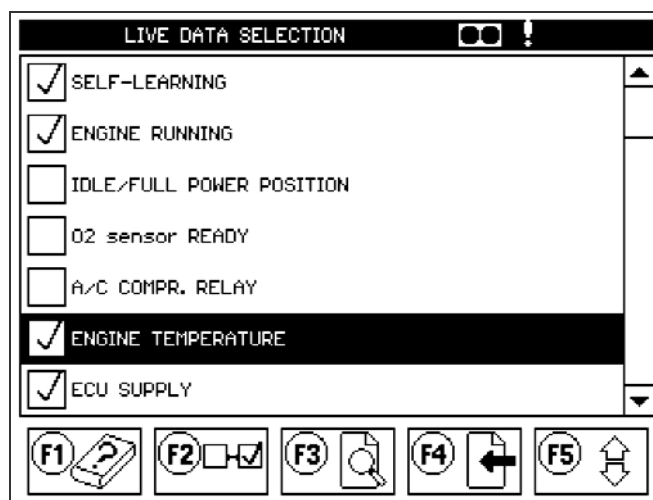 LIVE DATA SELECTION
SELF-LEARNING
ENGINE RUNNING
IDLE/FULL POWER POSITION
O2 sensor READY
A/C COMPR. RELAY
ENGINE TEMPERATURE
ECU SUPPLY
F1 ? F2 F3 F4 F5